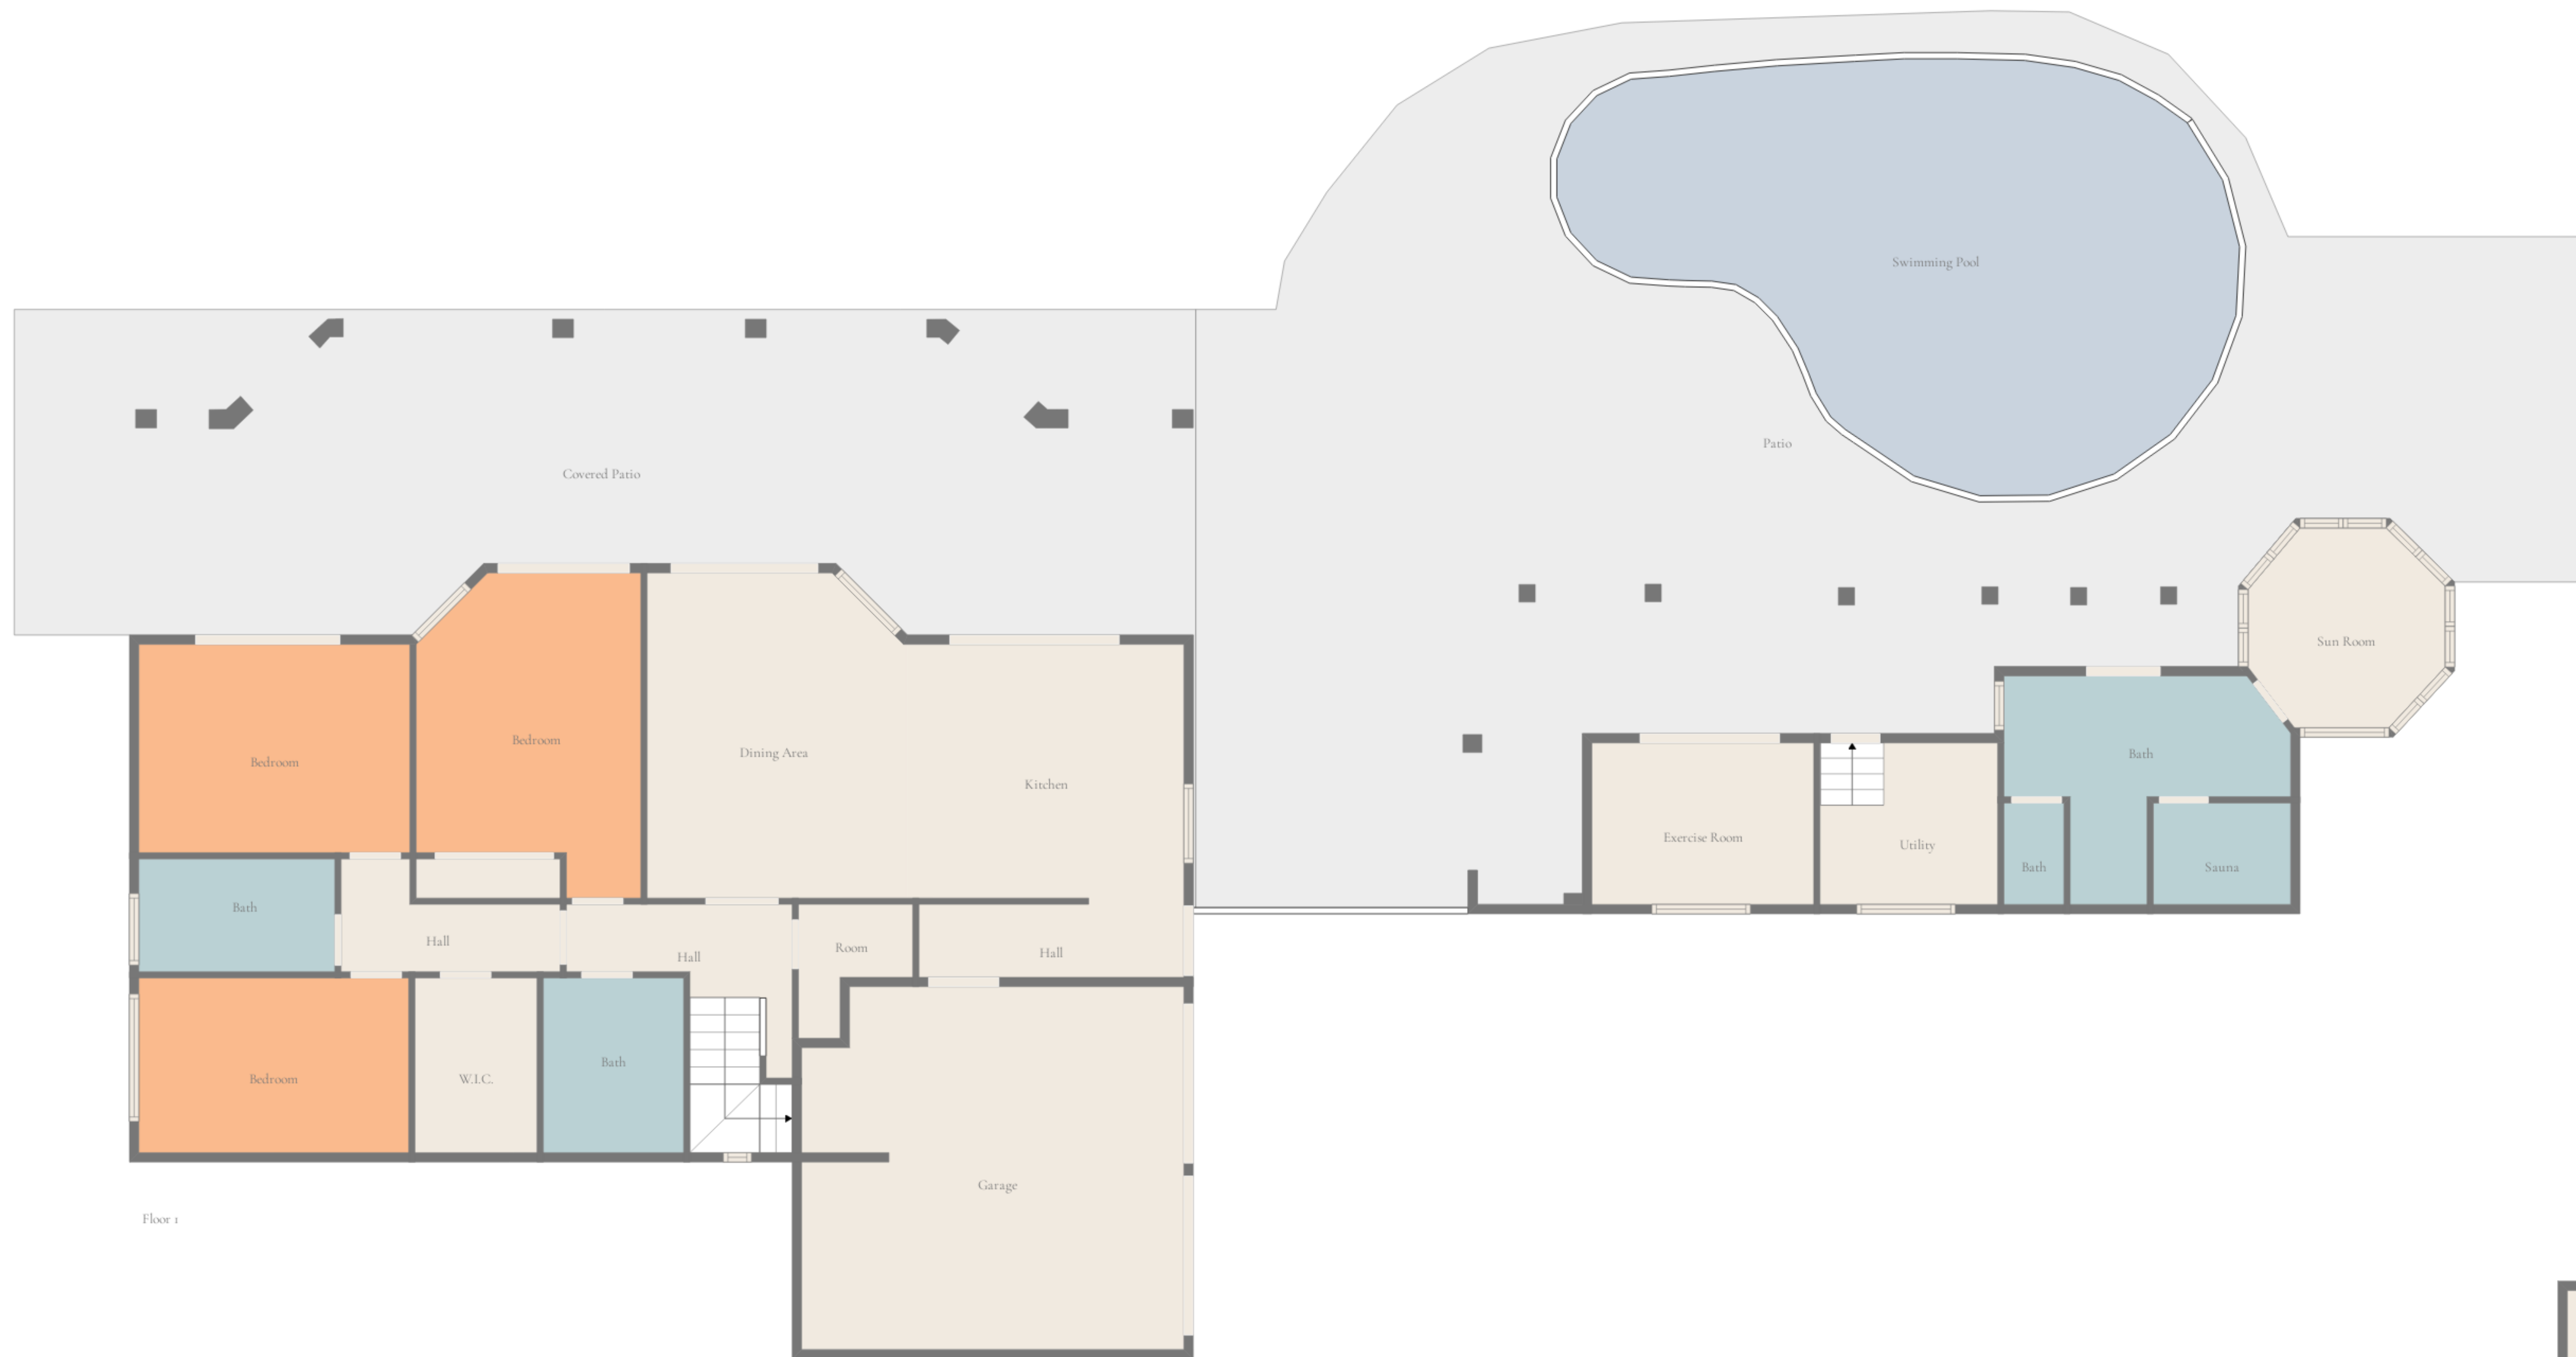 Swimming Pool
Patio
Covered Patio
Sun Room
Bedroom
Bedroom
Dining Area
Kitchen
Exercise Room
Utility
Bath
Bath
Sauna
Bath
Hall
Hall
Room
Hall
Bedroom
W.I.C.
Bath
Garage
Floor 1